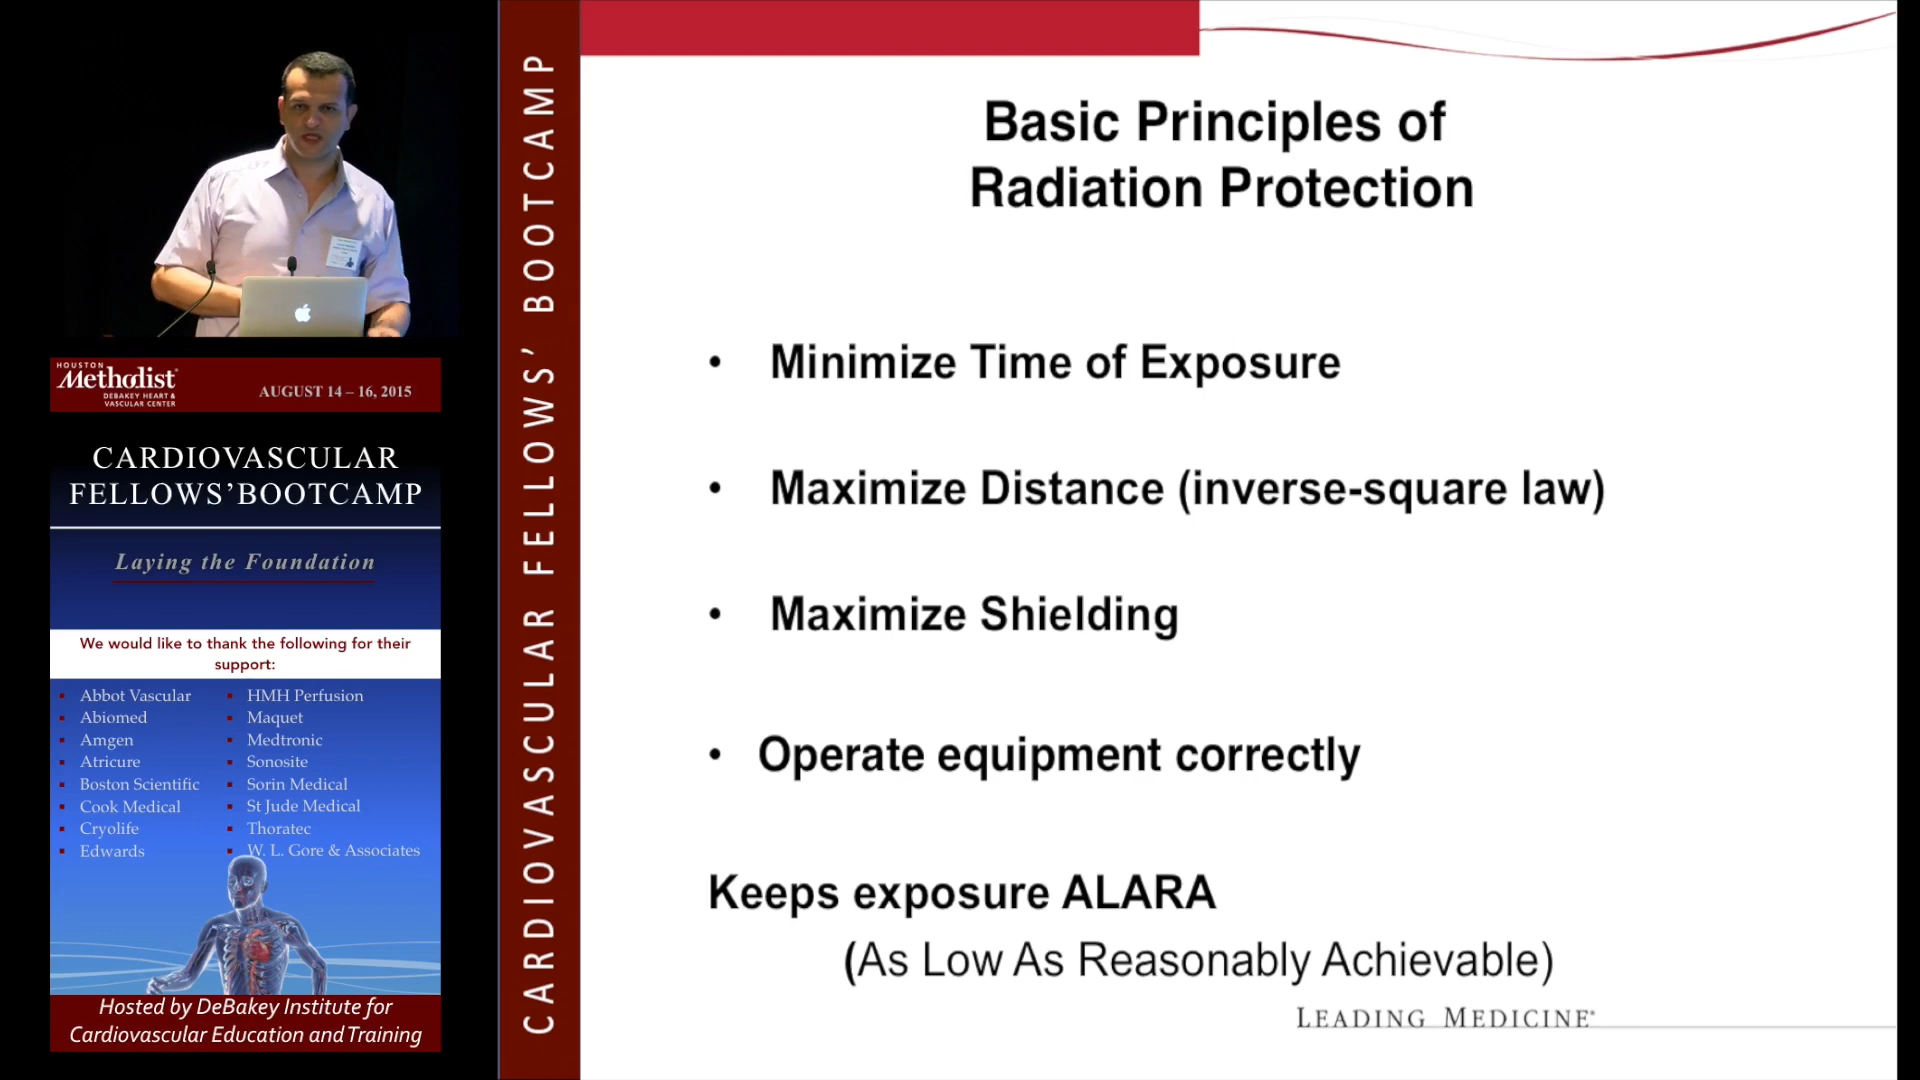 HOUSTON
Methodist
DEBAKEY HEART &
VASCULAR CENTER
AUGUST 14 – 16, 2015
CARDIOVASCULAR
FELLOWS'BOOTCAMP
Laying the Foundation
We would like to thank the following for their
support:
Abbot Vascular
Abiomed
Amgen
Atricure
Boston Scientific
Cook Medical
Cryolife
Edwards
HMH Perfusion
Maquet
Medtronic
Sonosite
Sorin Medical
St Jude Medical
Thoratec
W. L. Gore & Associates
Hosted by DeBakey Institute for
Cardiovascular Education and Training
CARDIOVASCULAR FELLOWS' BOOTCAMP
Basic Principles of
Radiation Protection
• Minimize Time of Exposure
• Maximize Distance (inverse-square law)
• Maximize Shielding
• Operate equipment correctly
Keeps exposure ALARA
(As Low As Reasonably Achievable)
LEADING MEDICINE